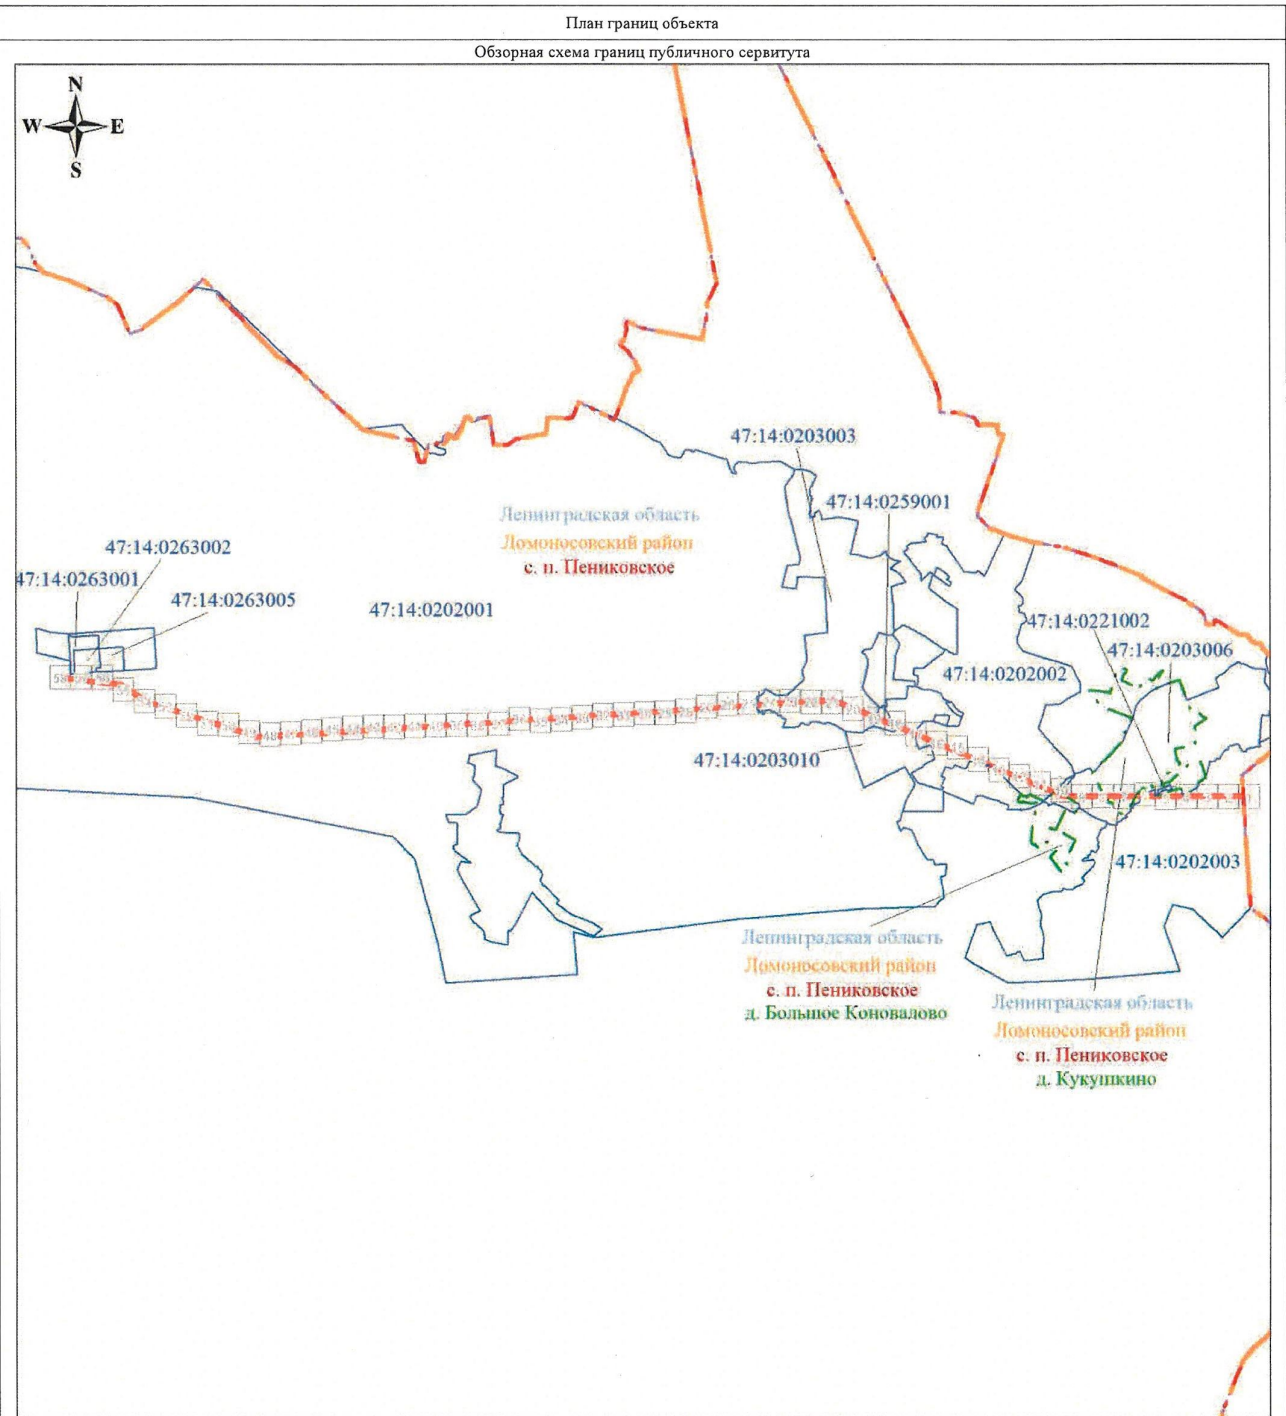 План границ объекта
Обзорная схема границ публичного сервитута
N
W E
S
47:14:0203003
47:14:0259001
Ленинградская область
Ломоносовский район
с. п. Пениковское
47:14:0263002
47:14:0263001
47:14:0263005
47:14:0202001
47:14:0221002
47:14:0203006
47:14:0202002
47:14:0203010
47:14:0202003
Ленинградская область
Ломоносовский район
с. п. Пениковское
д. Большое Коновалово
Ленинградская область
Ломоносовский район
с. п. Пениковское
д. Кукушкино